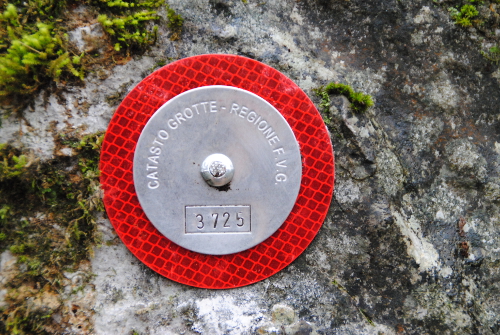 CATASTO GROTTE - REGIONE F.V.G.
3725